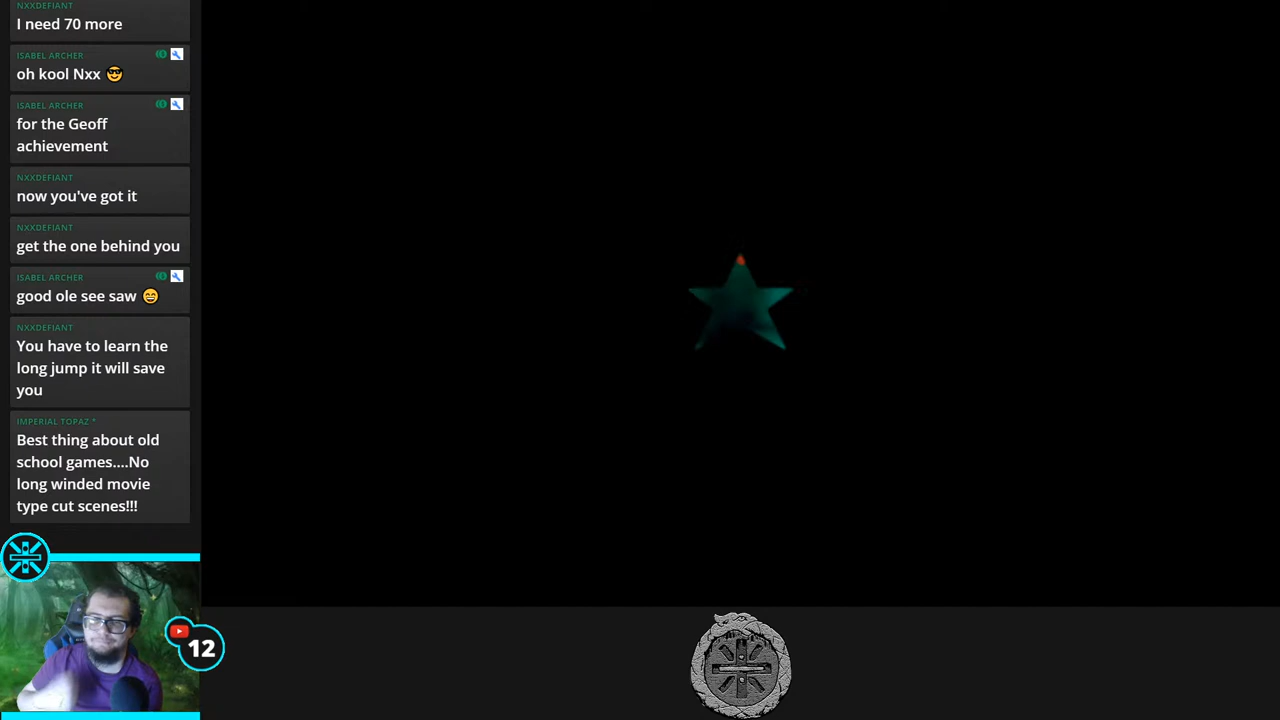 NXXDEFIANT
I need 70 more
ISABEL ARCHER
oh kool Nxx 😎
ISABEL ARCHER
for the Geoff
achievement
NXXDEFIANT
now you've got it
NXXDEFIANT
get the one behind you
ISABEL ARCHER
good ole see saw 😄
NXXDEFIANT
You have to learn the
long jump it will save
you
IMPERIAL TOPAZ *
Best thing about old
school games....No
long winded movie
type cut scenes!!!
12